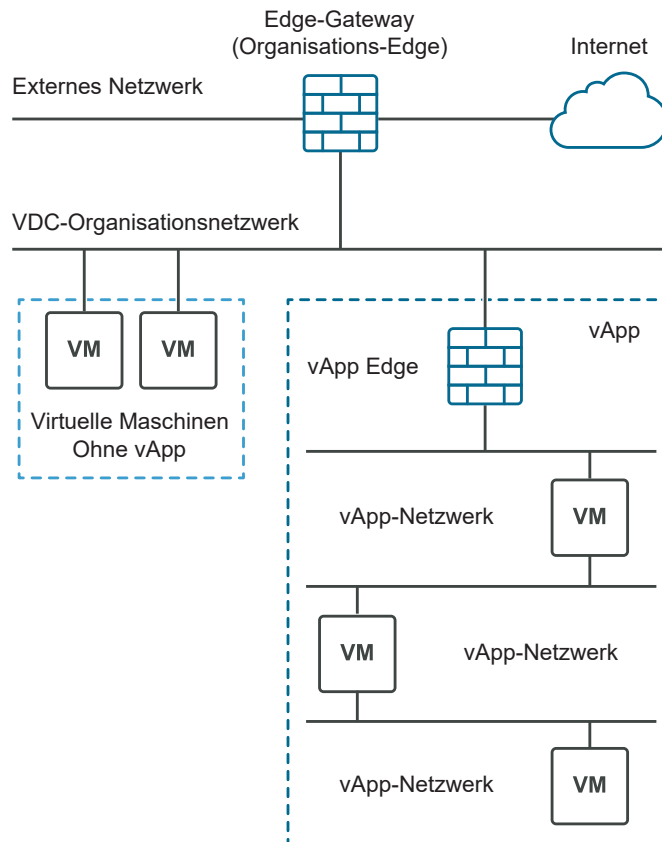 Edge-Gateway
(Organisations-Edge)
Internet
Externes Netzwerk
VDC-Organisationsnetzwerk
VM
VM
Virtuelle Maschinen
Ohne vApp
vApp
vApp Edge
vApp-Netzwerk
VM
VM
vApp-Netzwerk
vApp-Netzwerk
VM